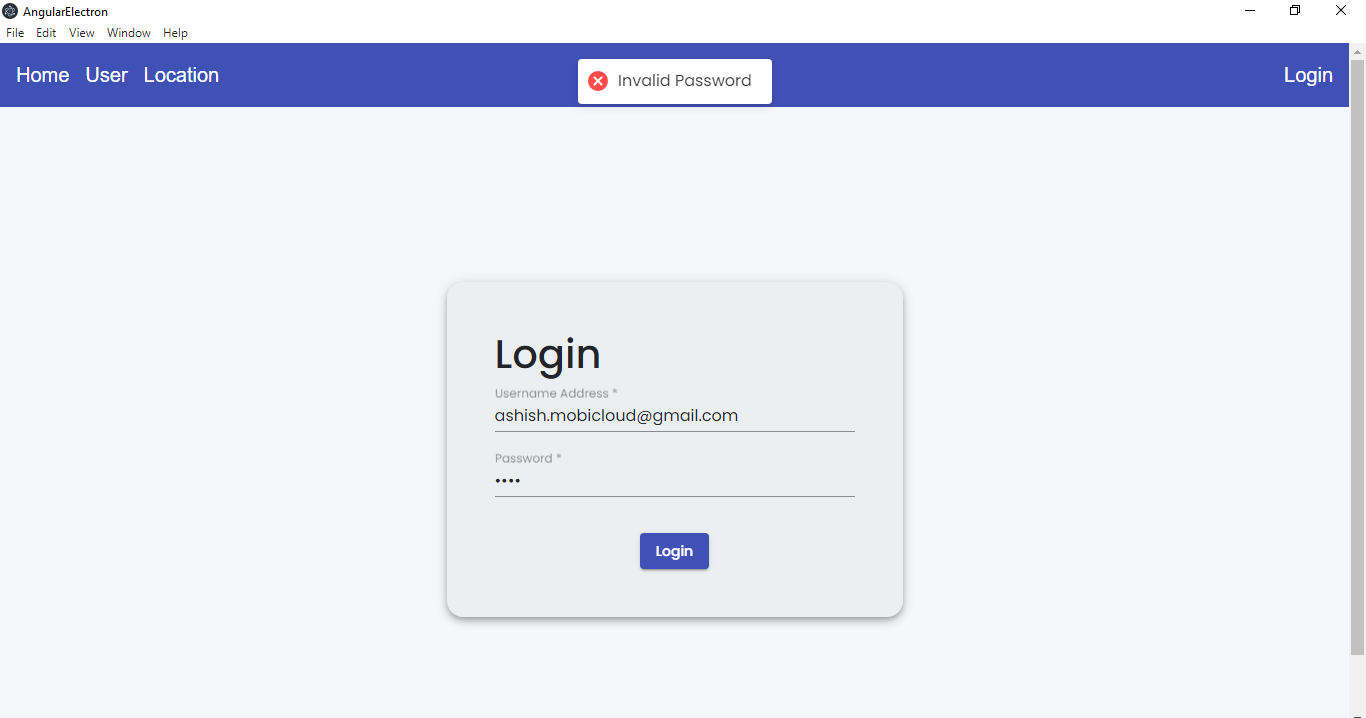 AngularElectron
File Edit View Window Help
Home User Location Login
Invalid Password
Login
Username Address *
ashish.mobicloud@gmail.com
Password *
••••
Login